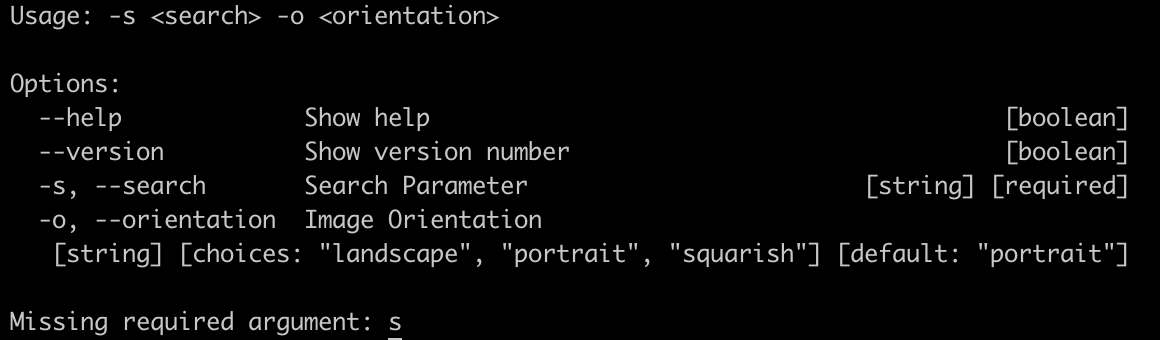 Usage: -s <search> -o <orientation>
Options:
--help Show help [boolean]
--version Show version number [boolean]
-s, --search Search Parameter [string] [required]
-o, --orientation Image Orientation
[string] [choices: "landscape", "portrait", "squarish"] [default: "portrait"]
Missing required argument: s